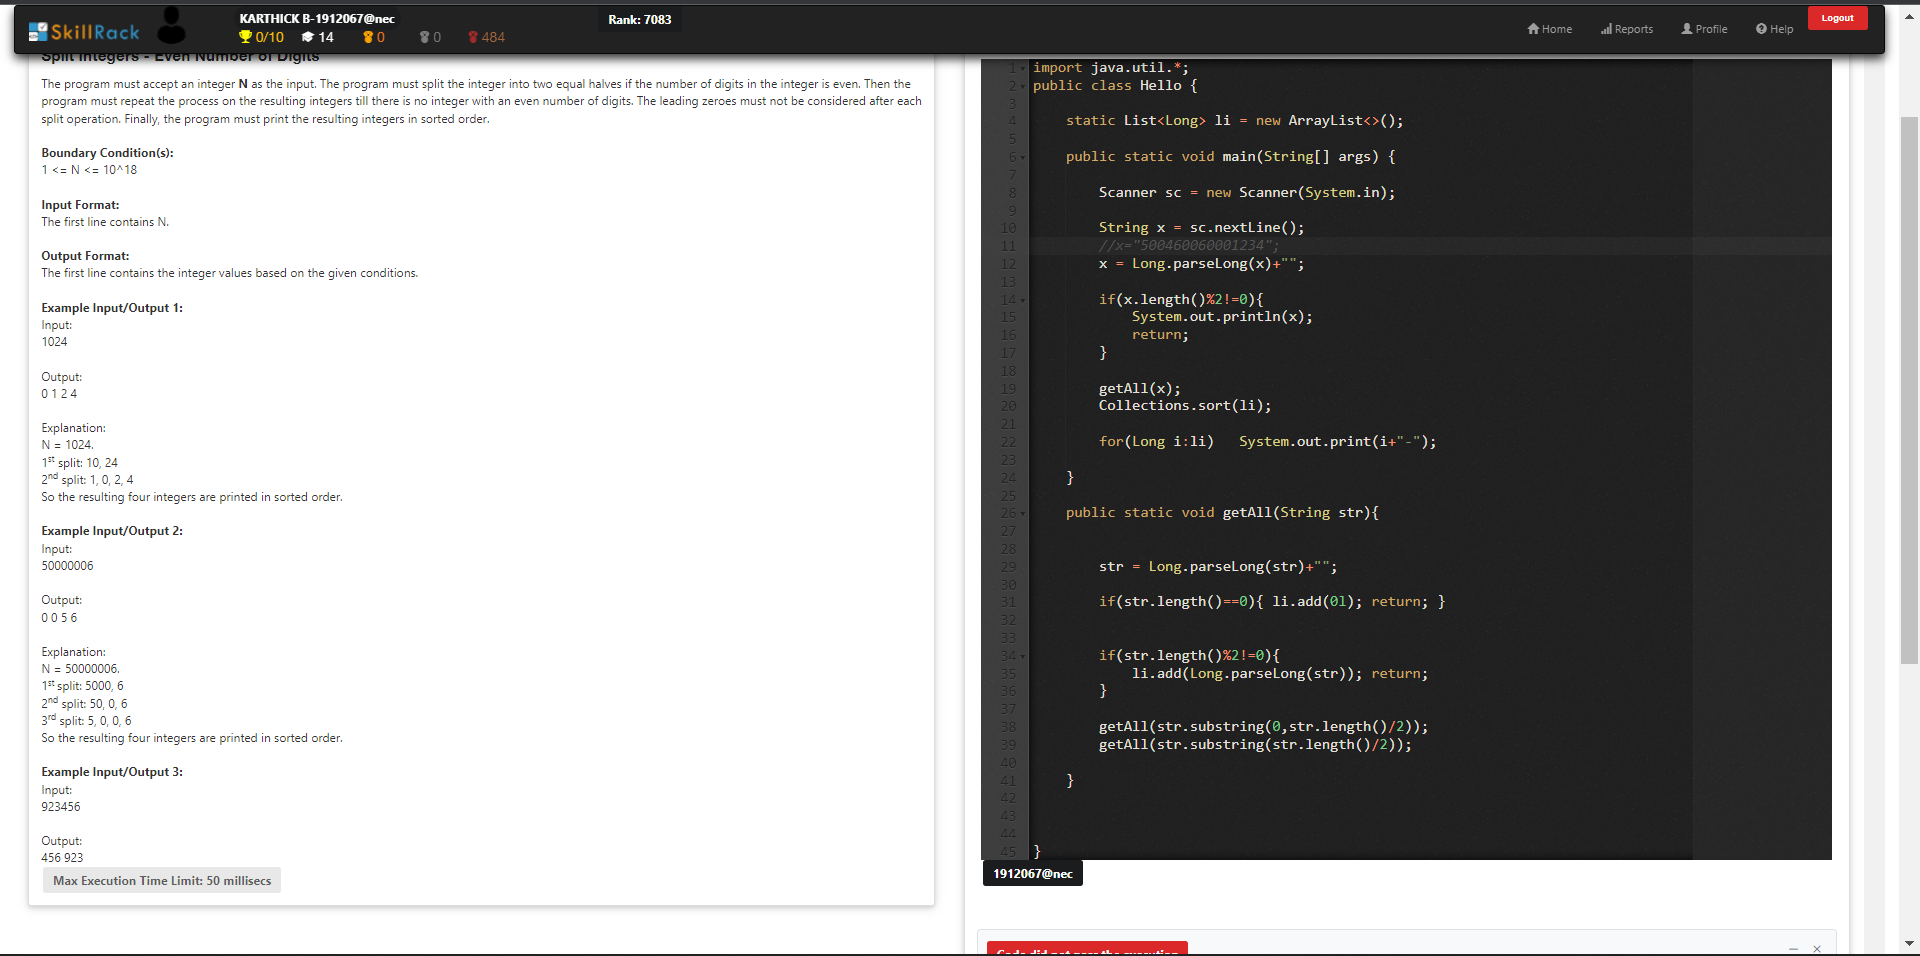 SkillRack
KARTHICK B-1912067@nec
0/10 14 0 0 484
Rank: 7083
Home Reports Profile Help
Logout
Split Integers - Even Number of Digits
The program must accept an integer N as the input. The program must split the integer into two equal halves if the number of digits in the integer is even. Then the
program must repeat the process on the resulting integers till there is no integer with an even number of digits. The leading zeroes must not be considered after each
split operation. Finally, the program must print the resulting integers in sorted order.
Boundary Condition(s):
1 <= N <= 10^18
Input Format:
The first line contains N.
Output Format:
The first line contains the integer values based on the given conditions.
Example Input/Output 1:
Input:
1024
Output:
0 1 2 4
Explanation:
N = 1024.
1st split: 10, 24
2nd split: 1, 0, 2, 4
So the resulting four integers are printed in sorted order.
Example Input/Output 2:
Input:
50000006
Output:
0 0 5 6
Explanation:
N = 50000006.
1st split: 5000, 6
2nd split: 50, 0, 6
3rd split: 5, 0, 0, 6
So the resulting four integers are printed in sorted order.
Example Input/Output 3:
Input:
923456
Output:
456 923
Max Execution Time Limit: 50 millisecs
1 import java.util.*;
2 public class Hello {
3
4 static List<Long> li = new ArrayList<>();
5
6 public static void main(String[] args) {
7
8 Scanner sc = new Scanner(System.in);
9
10 String x = sc.nextLine();
11 //x="500460060001234";
12 x = Long.parseLong(x)+"";
13
14 if(x.length()%2!=0){
15 System.out.println(x);
16 return;
17 }
18
19 getAll(x);
20 Collections.sort(li);
21
22 for(Long i:li) System.out.print(i+"-");
23
24 }
25
26 public static void getAll(String str){
27
28
29 str = Long.parseLong(str)+"";
30
31 if(str.length()==0){ li.add(0l); return; }
32
33
34 if(str.length()%2!=0){
35 li.add(Long.parseLong(str)); return;
36 }
37
38 getAll(str.substring(0,str.length()/2));
39 getAll(str.substring(str.length()/2));
40
41 }
42
43
44
45 }
1912067@nec
Code did not pass the execution